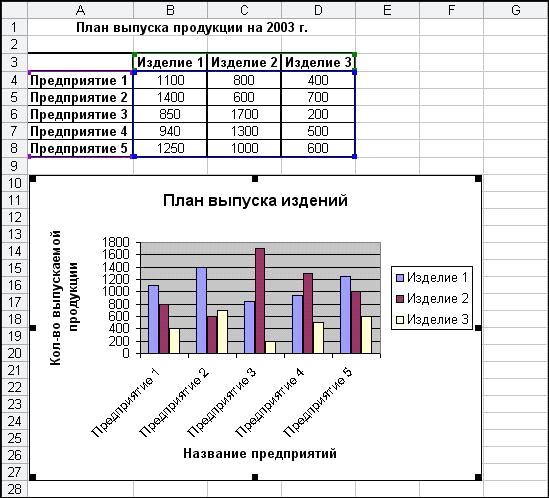 A B C D E F G
1 План выпуска продукции на 2003 г.
2
3 Изделие 1 Изделие 2 Изделие 3
4 Предприятие 1 1100 800 400
5 Предприятие 2 1400 600 700
6 Предприятие 3 850 1700 200
7 Предприятие 4 940 1300 500
8 Предприятие 5 1250 1000 600
9
10
11 План выпуска издений
12
13
14
15
16
17
18
19
20
21
22
23
24
25
26
27
28
Кол-во выпускаемой
продукции
1800
1600
1400
1200
1000
800
600
400
200
0
Предприятие 1
Предприятие 2
Предприятие 3
Предприятие 4
Предприятие 5
Название предприятий
Изделие 1
Изделие 2
Изделие 3